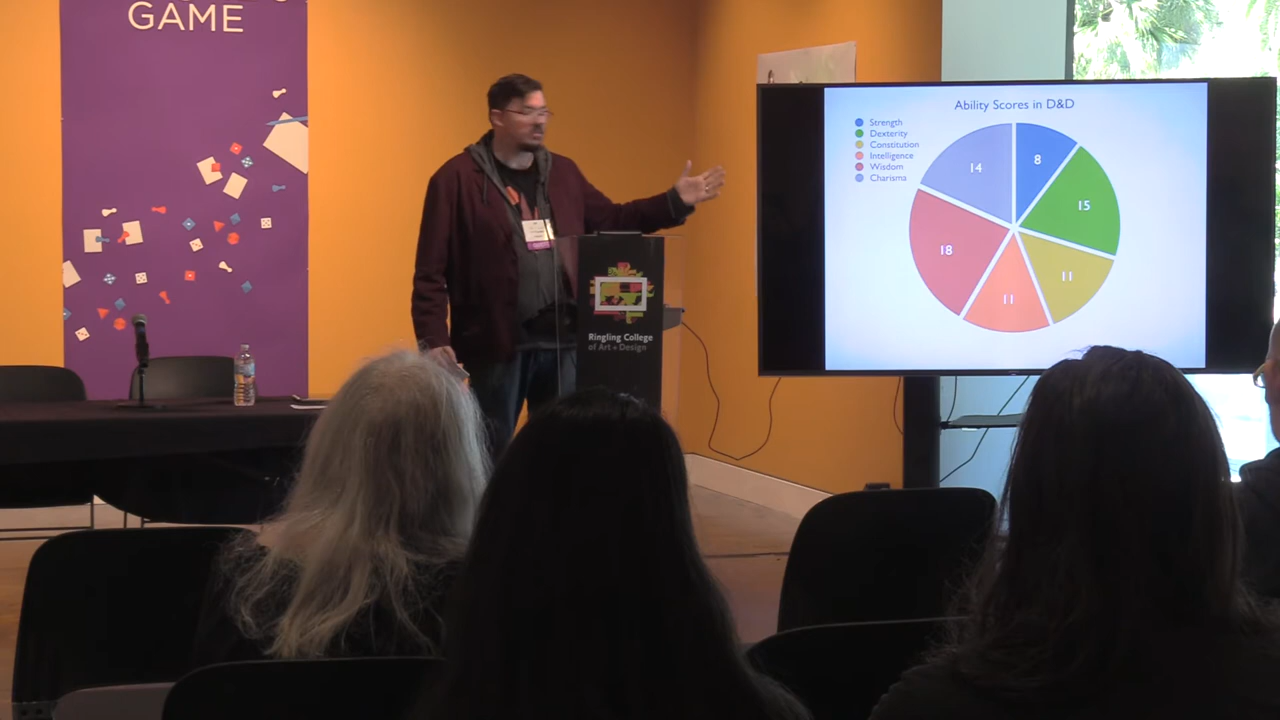 GAME
Ringling College
of Art + Design
Ability Scores in D&D
Strength
Dexterity
Constitution
Intelligence
Wisdom
Charisma
14
8
15
18
11
11